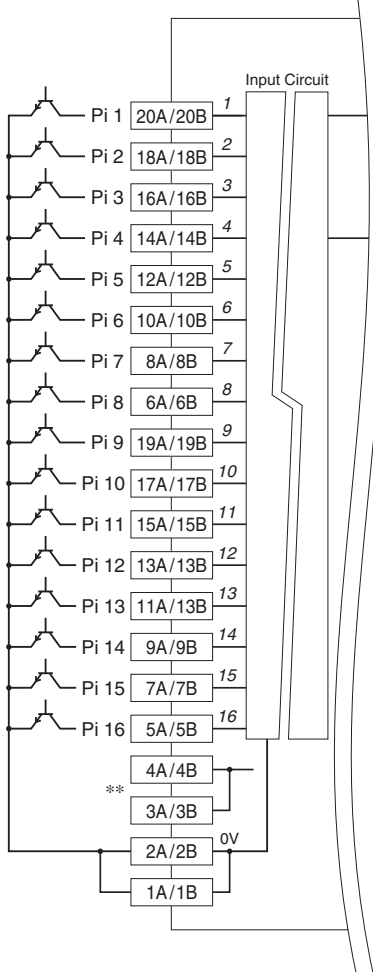 Input Circuit
Pi 1 20A/20B 1
Pi 2 18A/18B 2
Pi 3 16A/16B 3
Pi 4 14A/14B 4
Pi 5 12A/12B 5
Pi 6 10A/10B 6
Pi 7 8A/8B 7
Pi 8 6A/6B 8
Pi 9 19A/19B 9
Pi 10 17A/17B 10
Pi 11 15A/15B 11
Pi 12 13A/13B 12
Pi 13 11A/13B 13
Pi 14 9A/9B 14
Pi 15 7A/7B 15
Pi 16 5A/5B 16
4A/4B
**
3A/3B
2A/2B 0V
1A/1B